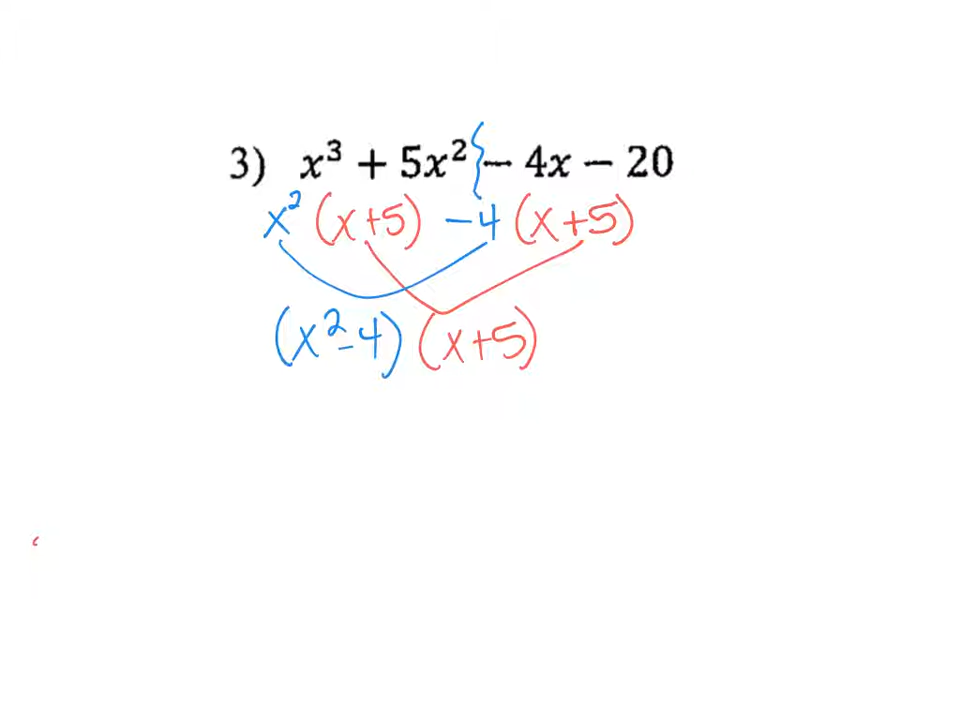 3) x³ + 5x² { − 4x − 20
x² (x+5) −4 (x+5)
(x²−4) (x+5)